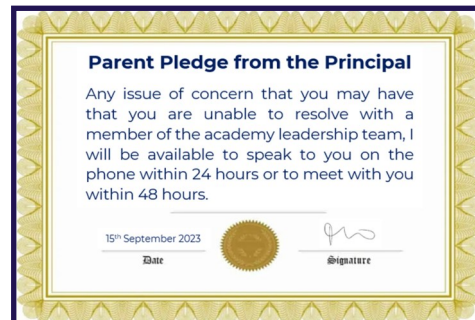 Parent Pledge from the Principal
Any issue of concern that you may have
that you are unable to resolve with a
member of the academy leadership team, I
will be available to speak to you on the
phone within 24 hours or to meet with you
within 48 hours.
15th September 2023
Date
Signature